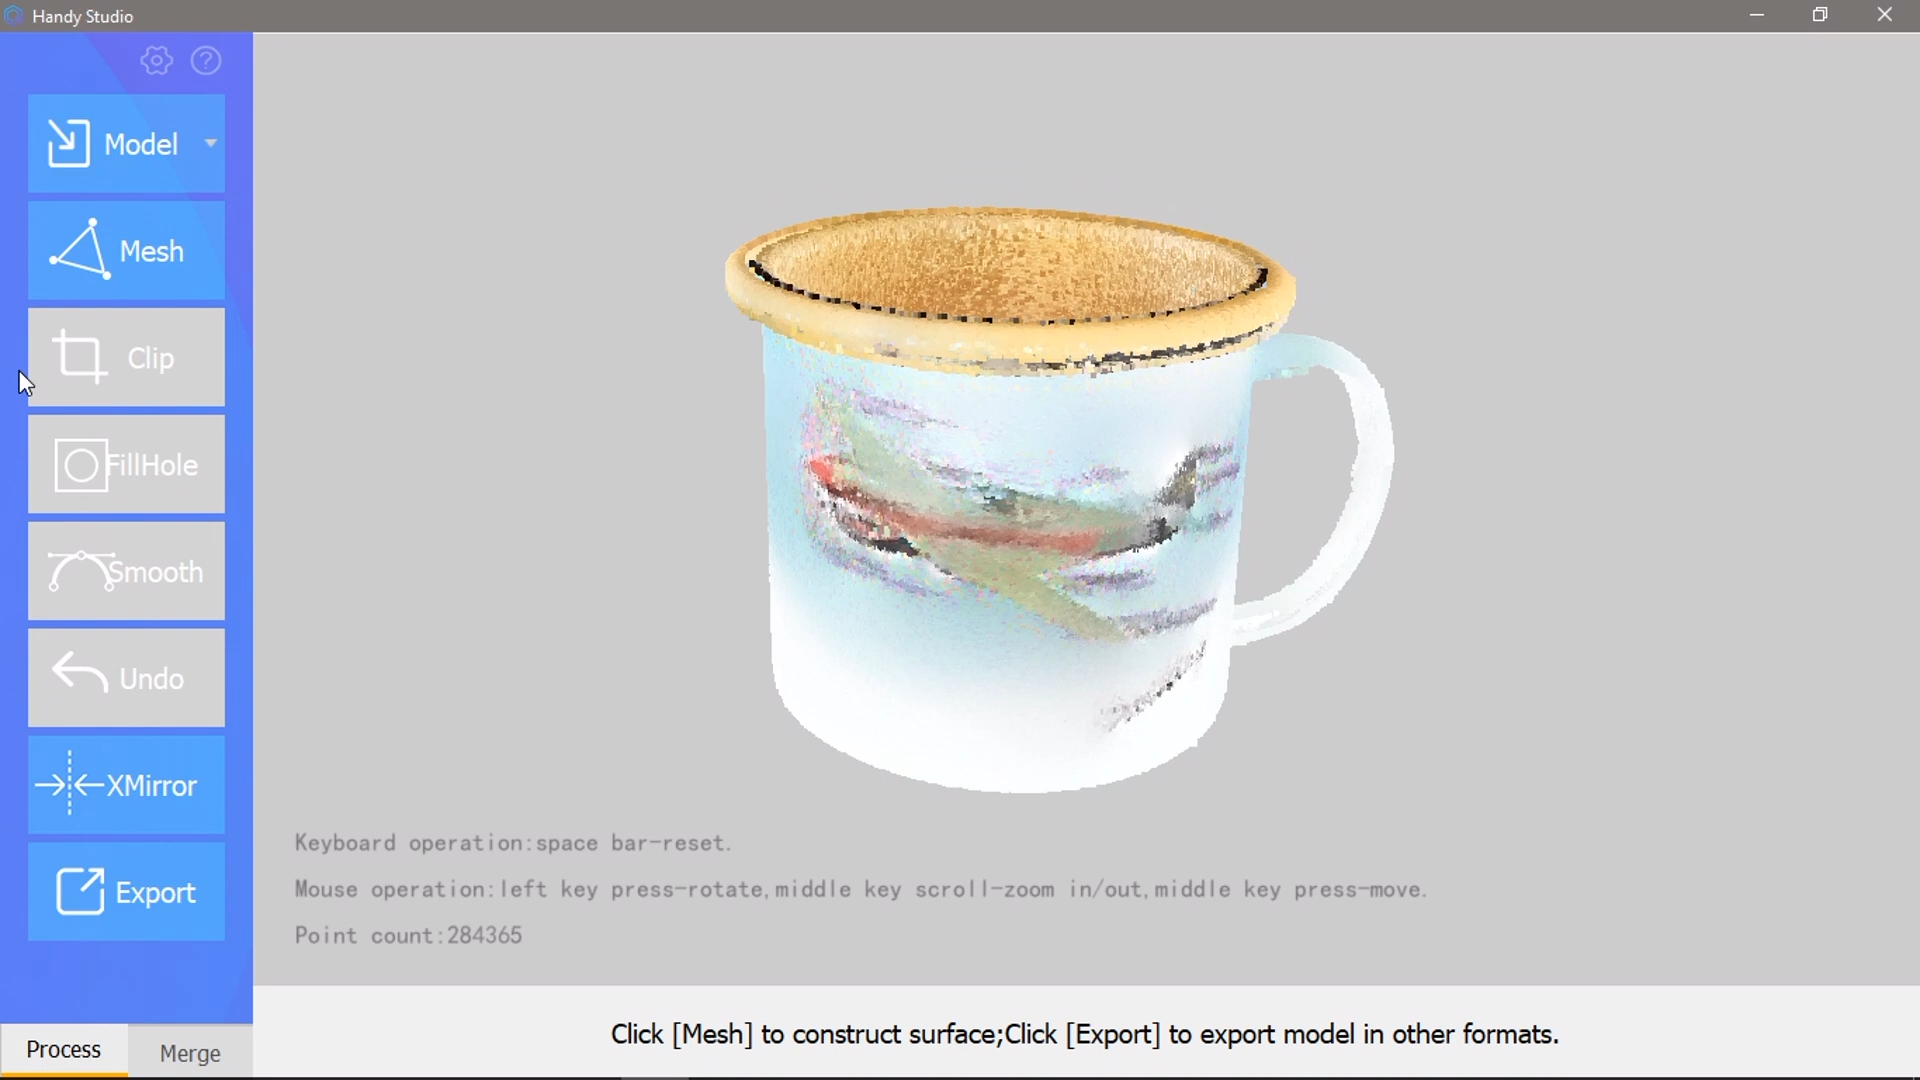 Handy Studio
Model
Mesh
Clip
FillHole
Smooth
Undo
XMirror
Export
Keyboard operation:space bar-reset.
Mouse operation:left key press-rotate,middle key scroll-zoom in/out,middle key press-move.
Point count:284365
Process
Merge
Click [Mesh] to construct surface;Click [Export] to export model in other formats.